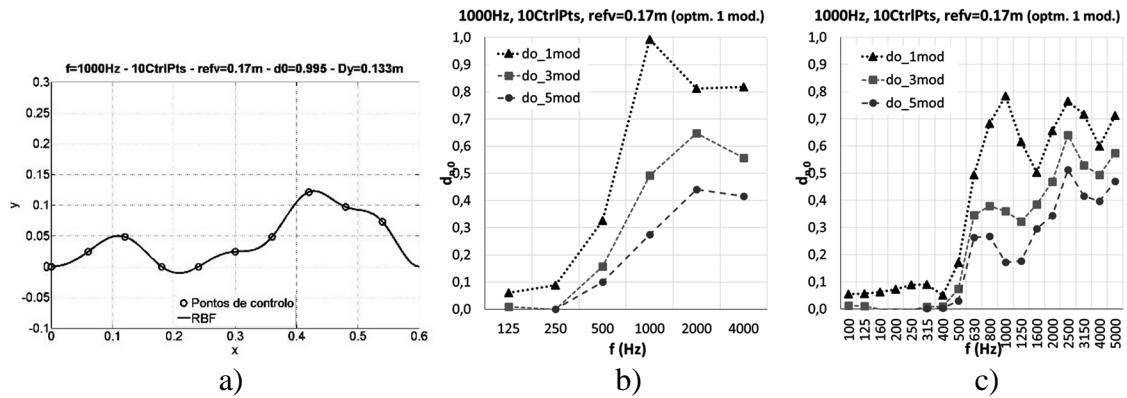 f=1000Hz - 10CtrlPts - refv=0.17m - d0=0.995 - Dy=0.133m
0.3
0.25
0.2
0.15
0.1
0.05
0
-0.05
-0.1
y
Pontos de controlo
RBF
0 0.1 0.2 0.3 0.4 0.5 0.6
x
a)
1000Hz, 10CtrlPts, refv=0.17m (optm. 1 mod.)
1,0
0,9
0,8
0,7
0,6
0,5
0,4
0,3
0,2
0,1
0,0
dn,0
do_1mod
do_3mod
do_5mod
125 250 500 1000 2000 4000
f (Hz)
b)
1000Hz, 10CtrlPts, refv=0.17m (optm. 1 mod.)
1,0
0,9
0,8
0,7
0,6
0,5
0,4
0,3
0,2
0,1
0,0
dn,0
do_1mod
do_3mod
do_5mod
100 125 160 200 250 315 400 500 630 800 1000 1250 1600 2000 2500 3150 4000 5000
f (Hz)
c)